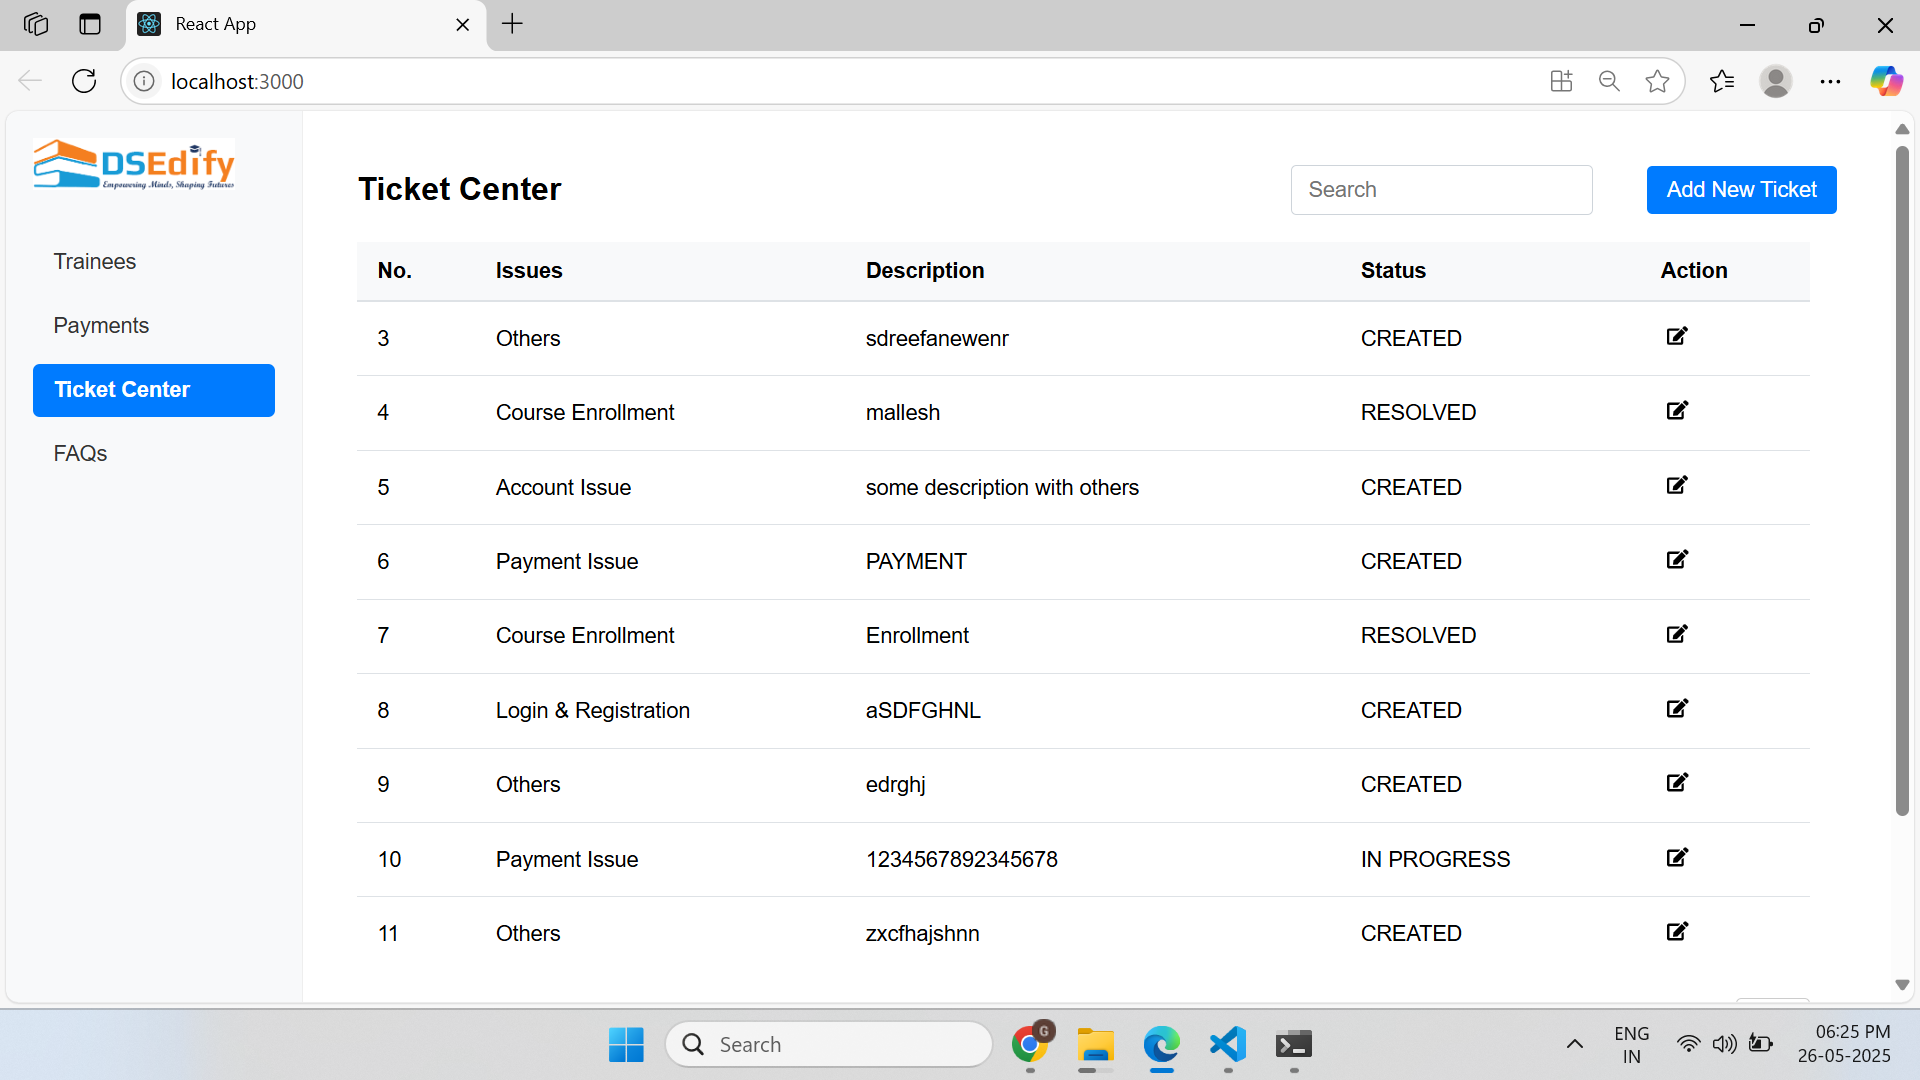 React App
localhost:3000
DSEdify
Empowering Minds, Shaping Futures
Trainees
Payments
Ticket Center
FAQs
Ticket Center
Search
Add New Ticket
No. Issues Description Status Action
3 Others sdreefanewenr CREATED
4 Course Enrollment mallesh RESOLVED
5 Account Issue some description with others CREATED
6 Payment Issue PAYMENT CREATED
7 Course Enrollment Enrollment RESOLVED
8 Login & Registration aSDFGHNL CREATED
9 Others edrghj CREATED
10 Payment Issue 1234567892345678 IN PROGRESS
11 Others zxcfhajshnn CREATED
Search
G
ENG
IN
06:25 PM
26-05-2025